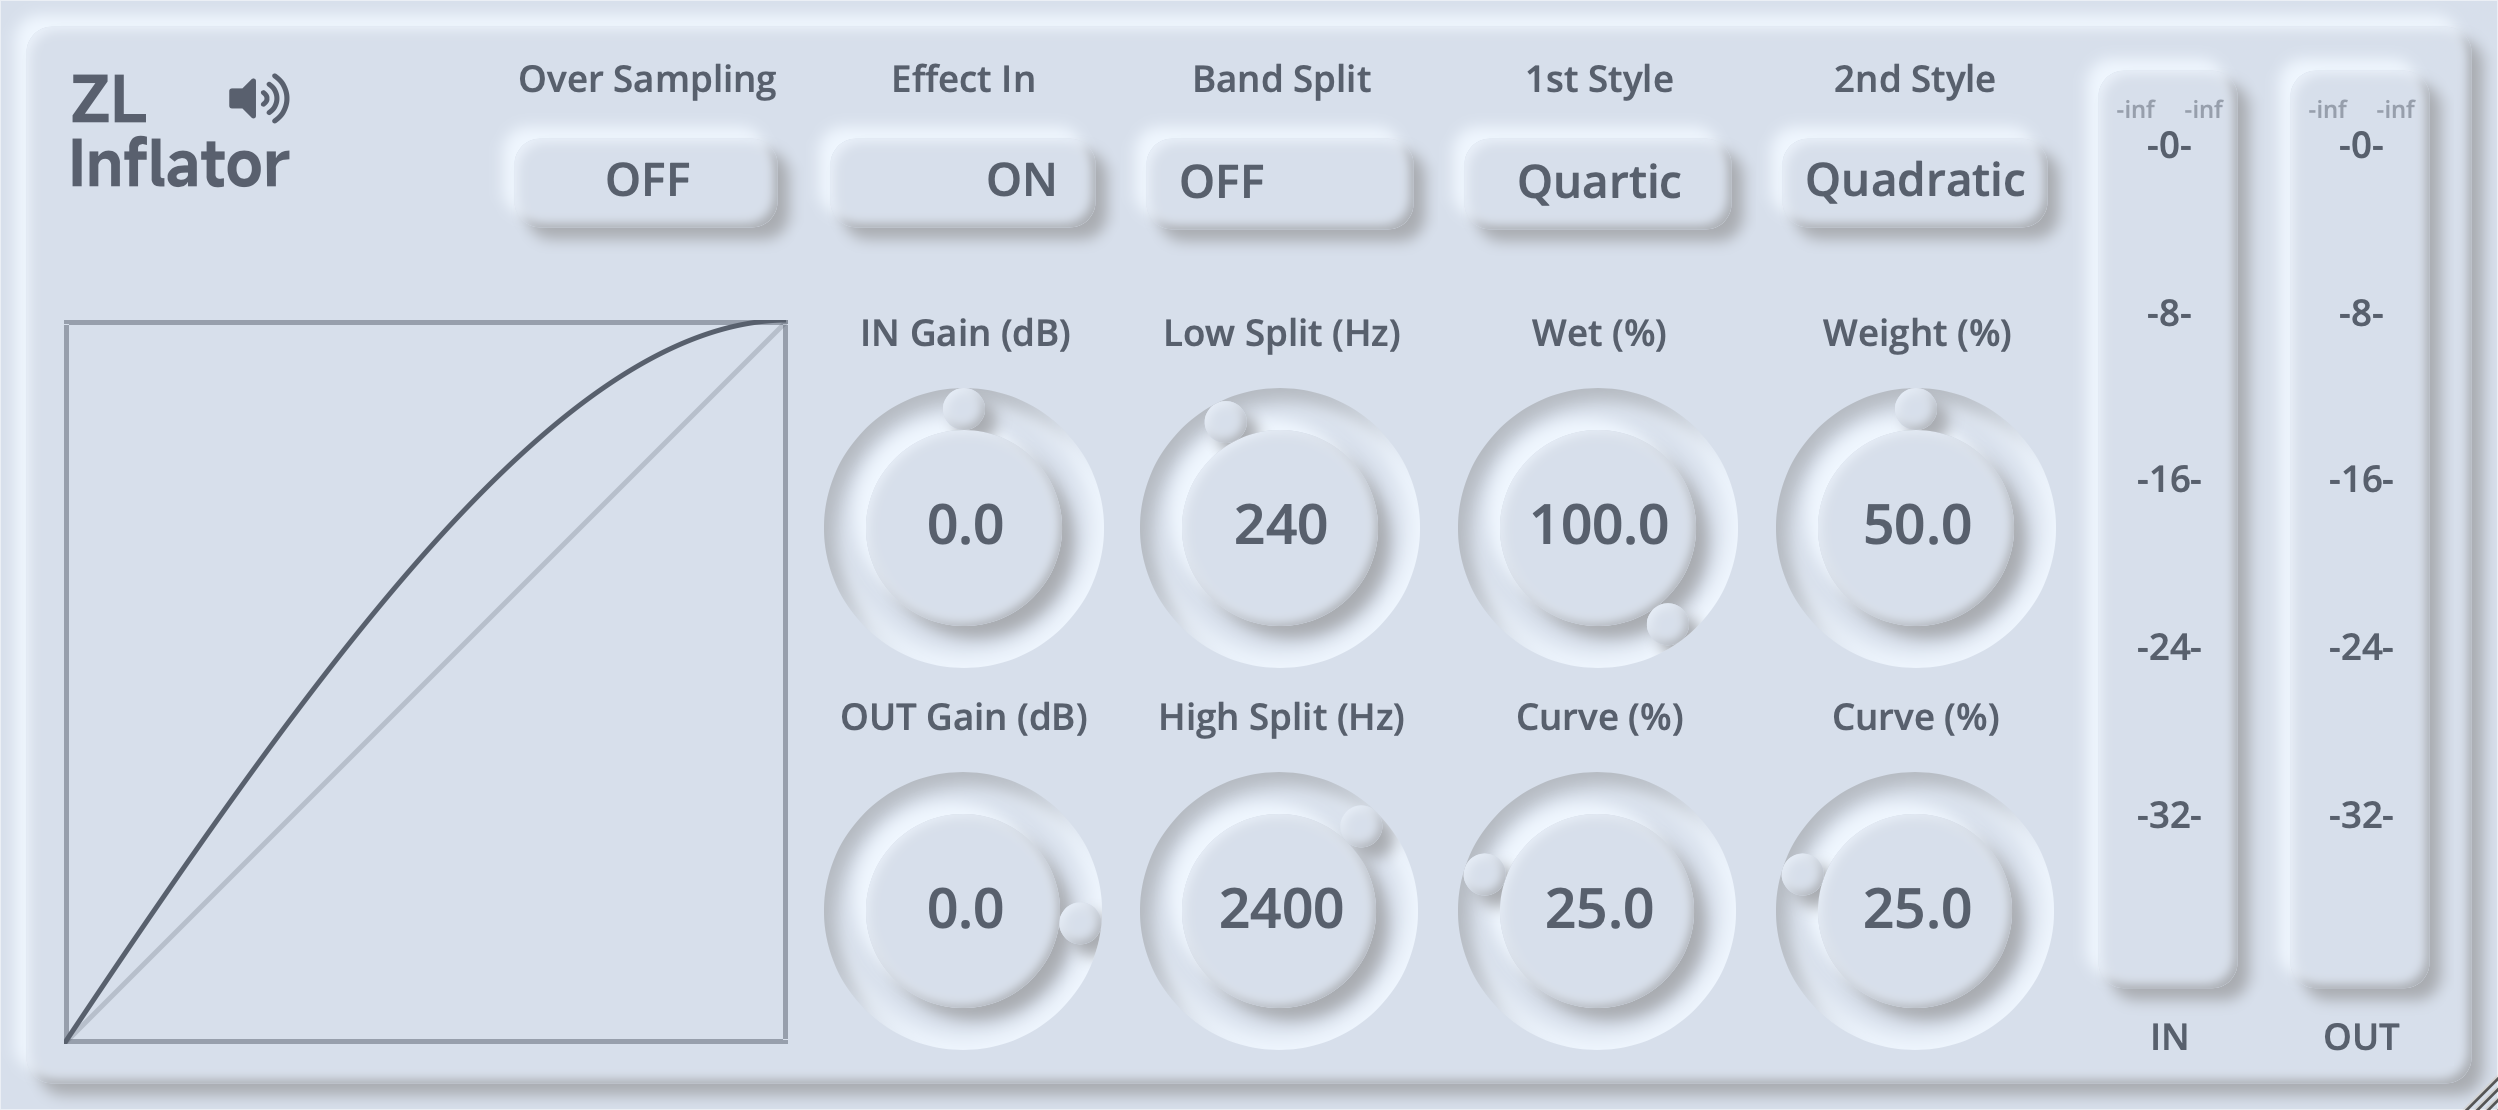 ZL
Inflator
Over Sampling
OFF
Effect In
ON
Band Split
OFF
1st Style
Quartic
2nd Style
Quadratic
IN Gain (dB)
0.0
Low Split (Hz)
240
Wet (%)
100.0
Weight (%)
50.0
OUT Gain (dB)
0.0
High Split (Hz)
2400
Curve (%)
25.0
Curve (%)
25.0
-inf -inf
-0-
-8-
-16-
-24-
-32-
IN
-inf -inf
-0-
-8-
-16-
-24-
-32-
OUT